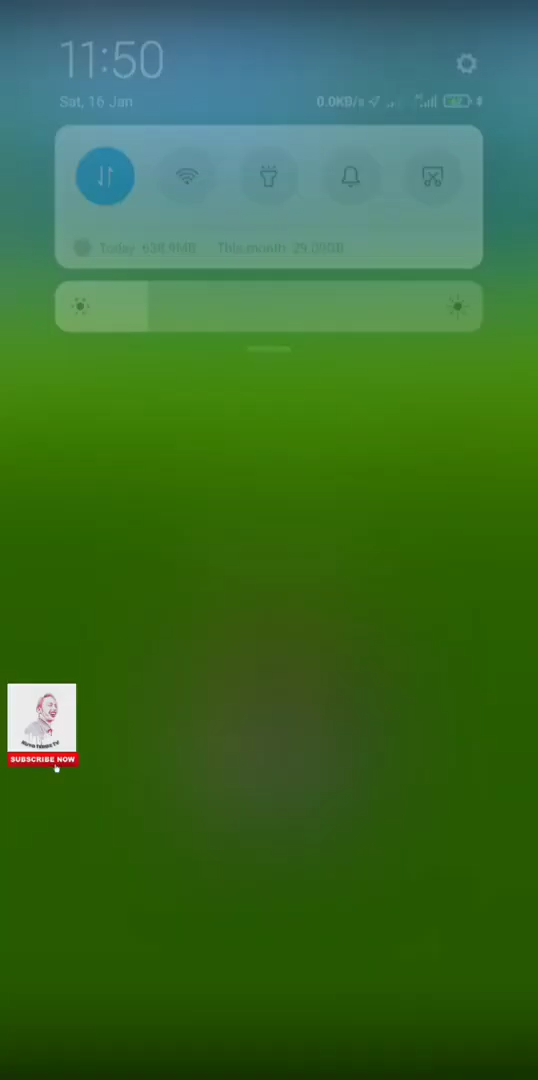 11:50
Sat, 16 Jan
0.0KB/s
Today: 638.9MB
This month: 29.09GB
SUBSCRIBE NOW